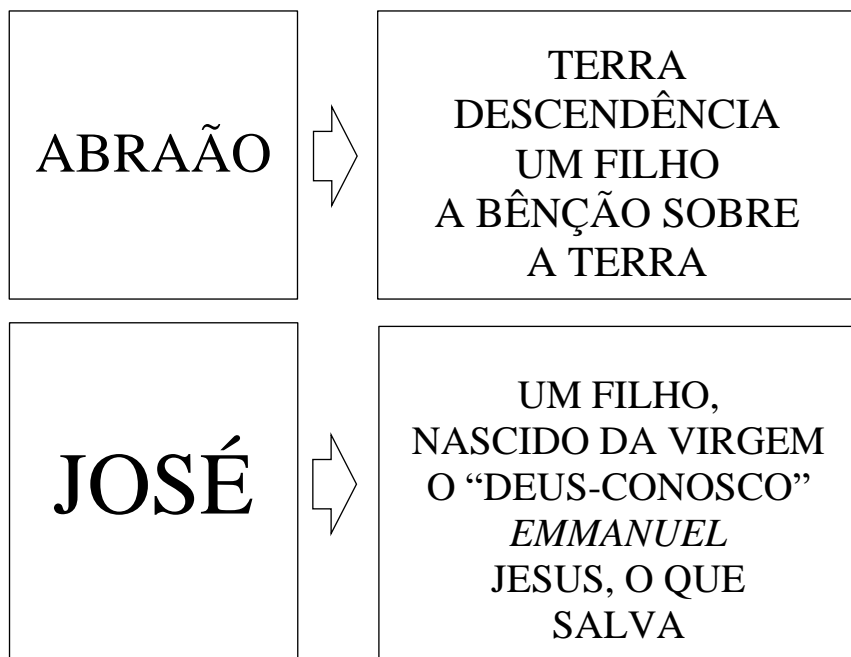 ABRAÃO
TERRA
DESCENDÊNCIA
UM FILHO
A BÊNÇÃO SOBRE
A TERRA
JOSÉ
UM FILHO,
NASCIDO DA VIRGEM
O “DEUS-CONOSCO”
EMMANUEL
JESUS, O QUE
SALVA